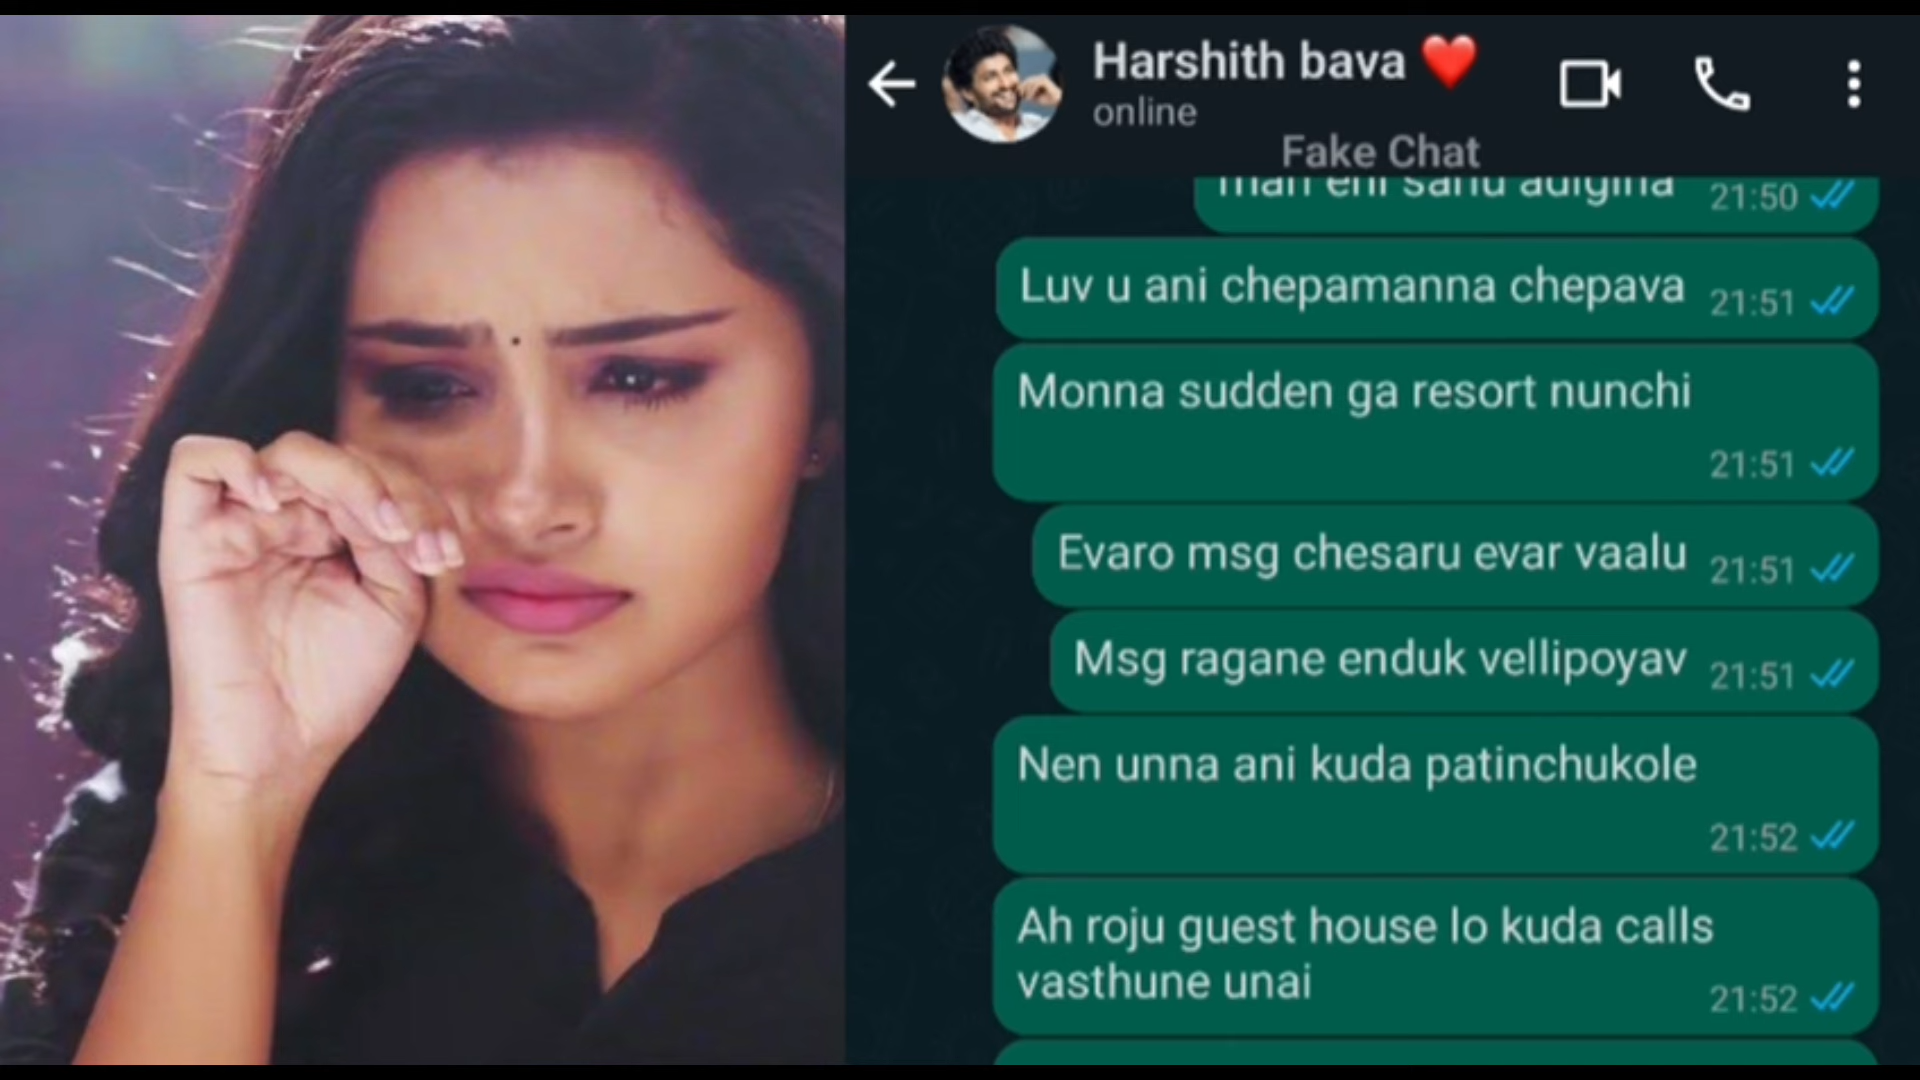 Harshith bava ❤️
online
Fake Chat
21:50
Luv u ani chepamanna chepava
21:51
Monna sudden ga resort nunchi
21:51
Evaro msg chesaru evar vaalu
21:51
Msg ragane enduk vellipoyav
21:51
Nen unna ani kuda patinchukole
21:52
Ah roju guest house lo kuda calls
vasthune unai
21:52